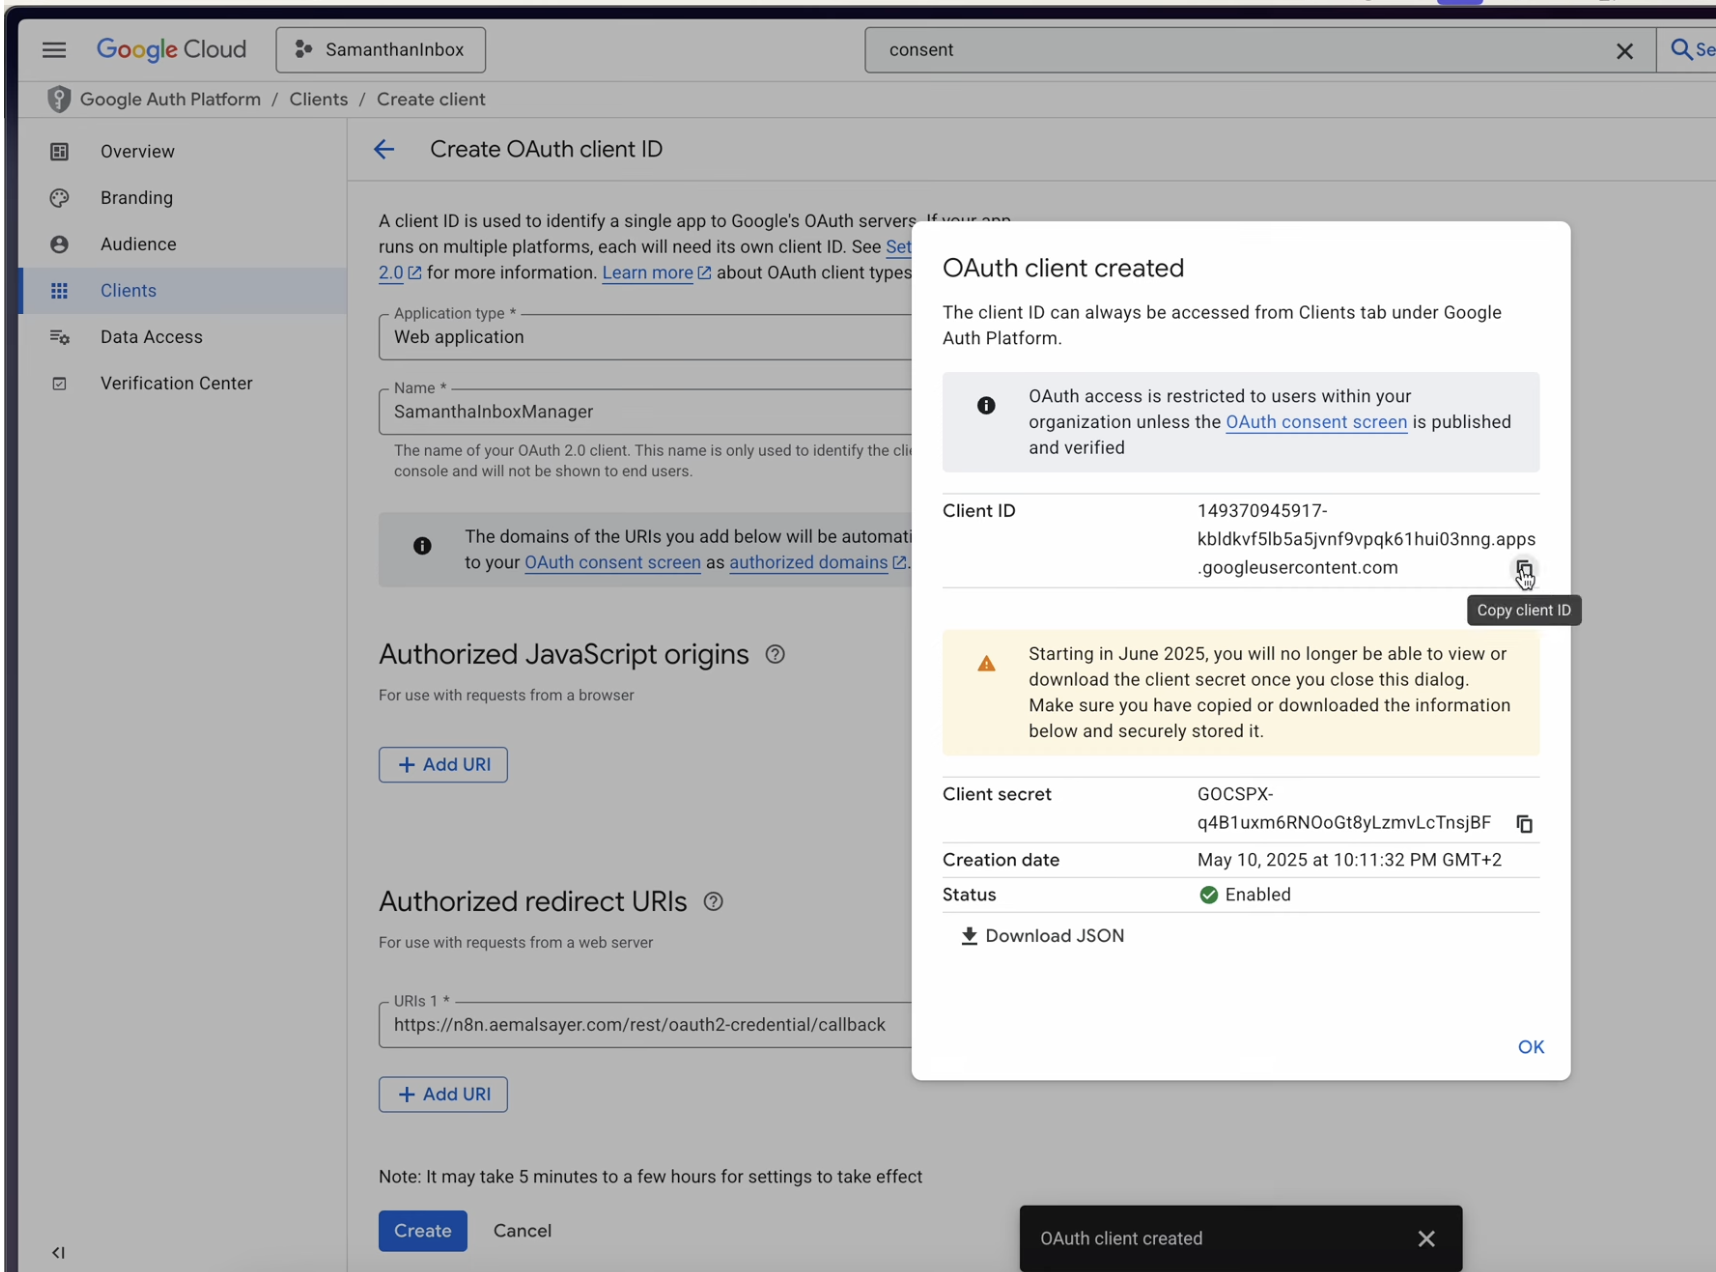 Google Cloud
SamanthanInbox
consent
Se
Google Auth Platform / Clients / Create client
Overview
Branding
Audience
Clients
Data Access
Verification Center
Create OAuth client ID
A client ID is used to identify a single app to Google's OAuth servers. If your app
runs on multiple platforms, each will need its own client ID. See Set
2.0 for more information. Learn more about OAuth client types
Application type *
Web application
Name *
SamanthaInboxManager
The name of your OAuth 2.0 client. This name is only used to identify the clie
console and will not be shown to end users.
The domains of the URIs you add below will be automati
to your OAuth consent screen as authorized domains.
Authorized JavaScript origins
For use with requests from a browser
+ Add URI
Authorized redirect URIs
For use with requests from a web server
URIs 1 *
https://n8n.aemalsayer.com/rest/oauth2-credential/callback
+ Add URI
Note: It may take 5 minutes to a few hours for settings to take effect
Create
Cancel
OAuth client created
The client ID can always be accessed from Clients tab under Google
Auth Platform.
OAuth access is restricted to users within your
organization unless the OAuth consent screen is published
and verified
Client ID
149370945917-
kbldkvf5lb5a5jvnf9vpqk61hui03nng.apps
.googleusercontent.com
Copy client ID
Starting in June 2025, you will no longer be able to view or
download the client secret once you close this dialog.
Make sure you have copied or downloaded the information
below and securely stored it.
Client secret
GOCSPX-
q4B1uxm6RNOoGt8yLzmvLcTnsjBF
Creation date
May 10, 2025 at 10:11:32 PM GMT+2
Status
Enabled
Download JSON
OK
OAuth client created